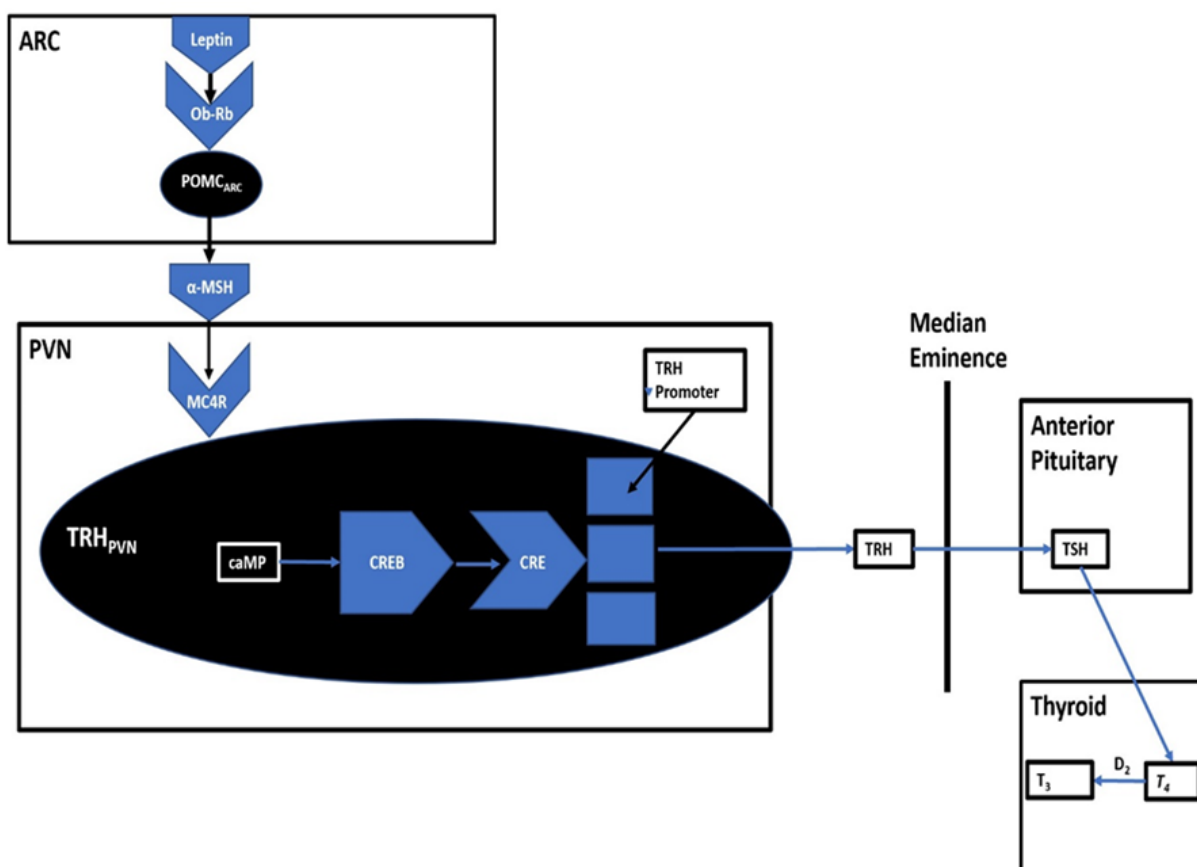 ARC
Leptin
Ob-Rb
POMCARC
α-MSH
PVN
MC4R
TRH
Promoter
TRHPVN
caMP
CREB
CRE
TRH
Median
Eminence
Anterior
Pituitary
TSH
Thyroid
T3
D2
T4